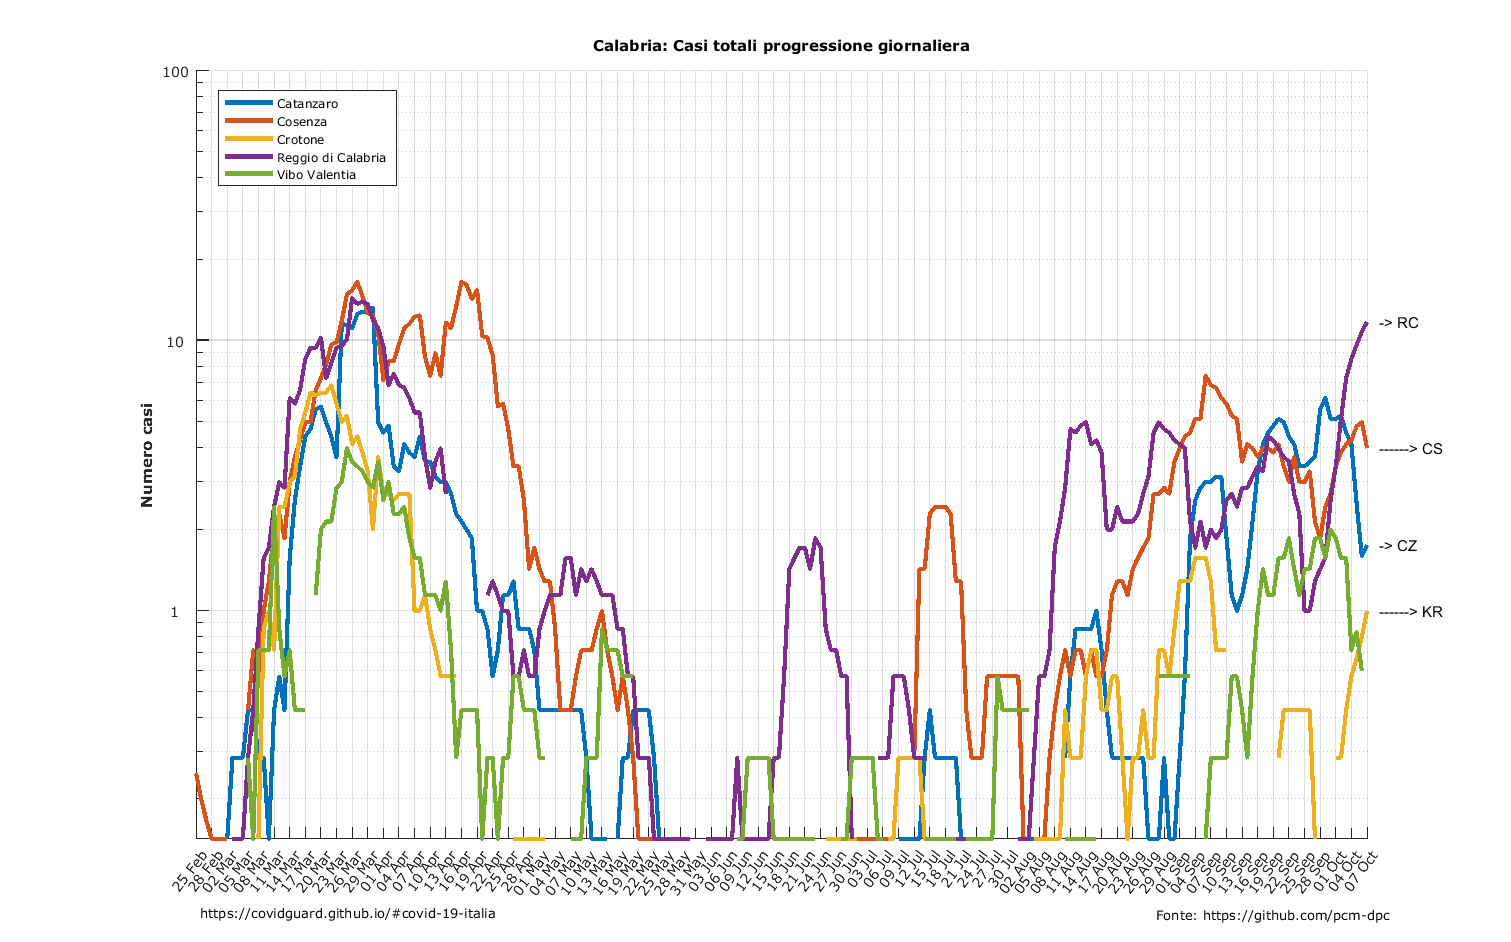 Calabria: Casi totali progressione giornaliera
100
10
1
Numero casi
Catanzaro
Cosenza
Crotone
Reggio di Calabria
Vibo Valentia
-> RC
------> CS
-> CZ
------> KR
25 Feb
28 Feb
02 Mar
05 Mar
08 Mar
11 Mar
14 Mar
17 Mar
20 Mar
23 Mar
26 Mar
29 Mar
01 Apr
04 Apr
07 Apr
10 Apr
13 Apr
16 Apr
19 Apr
22 Apr
25 Apr
28 Apr
01 May
04 May
07 May
10 May
13 May
16 May
19 May
22 May
25 May
28 May
31 May
03 Jun
06 Jun
09 Jun
12 Jun
15 Jun
18 Jun
21 Jun
24 Jun
27 Jun
30 Jun
03 Jul
06 Jul
09 Jul
12 Jul
15 Jul
18 Jul
21 Jul
24 Jul
27 Jul
30 Jul
02 Aug
05 Aug
08 Aug
11 Aug
14 Aug
17 Aug
20 Aug
23 Aug
26 Aug
29 Aug
01 Sep
04 Sep
07 Sep
10 Sep
13 Sep
16 Sep
19 Sep
22 Sep
25 Sep
28 Sep
01 Oct
04 Oct
07 Oct
https://covidguard.github.io/#covid-19-italia
Fonte: https://github.com/pcm-dpc